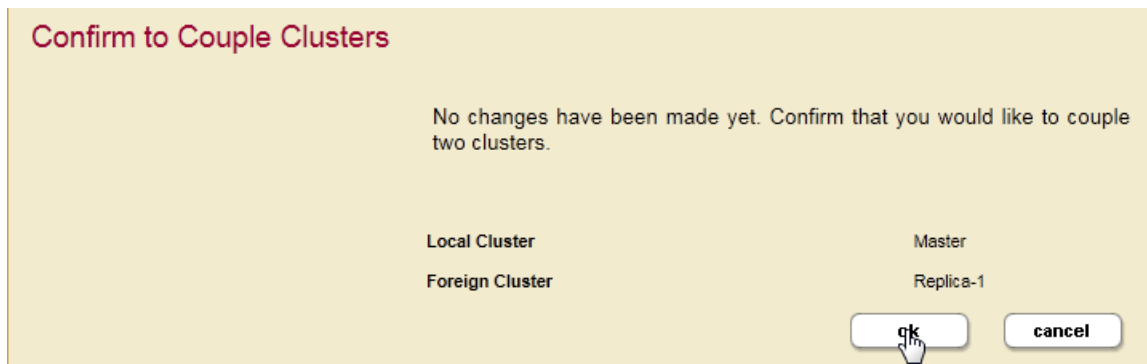 Confirm to Couple Clusters
No changes have been made yet. Confirm that you would like to couple
two clusters.
Local Cluster Master
Foreign Cluster Replica-1
ok cancel